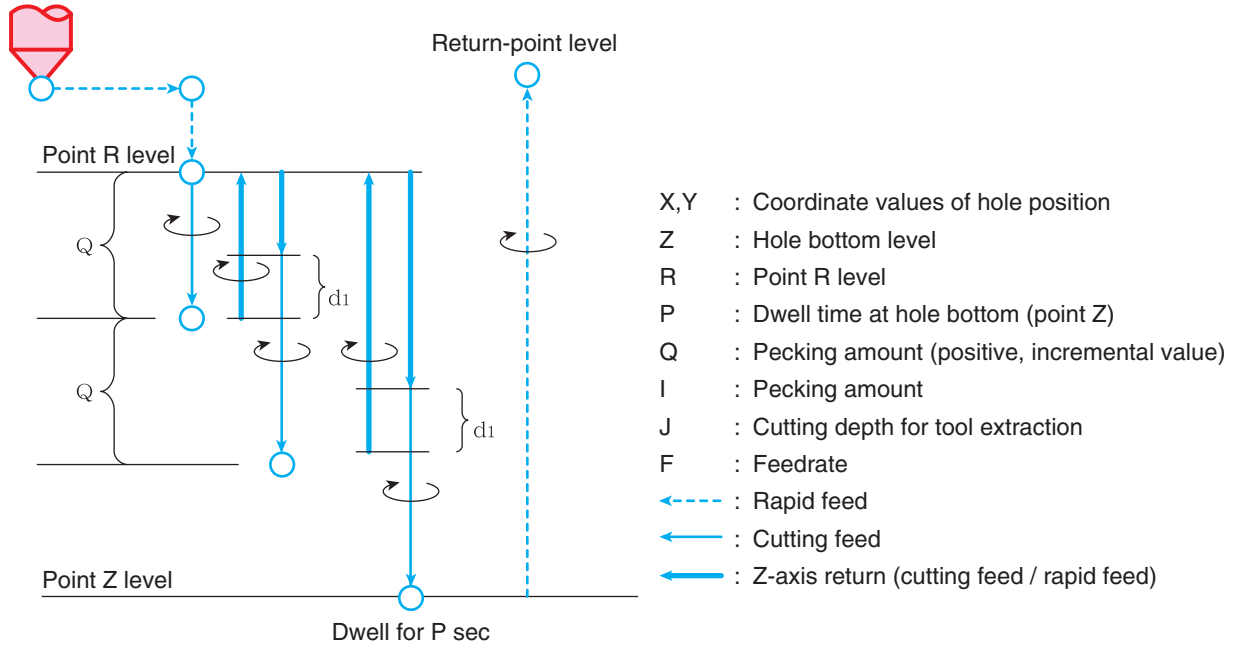 Return-point level
Point R level
Q
d1
Q
d1
Point Z level
Dwell for P sec
X,Y : Coordinate values of hole position
Z : Hole bottom level
R : Point R level
P : Dwell time at hole bottom (point Z)
Q : Pecking amount (positive, incremental value)
I : Pecking amount
J : Cutting depth for tool extraction
F : Feedrate
: Rapid feed
: Cutting feed
: Z-axis return (cutting feed / rapid feed)